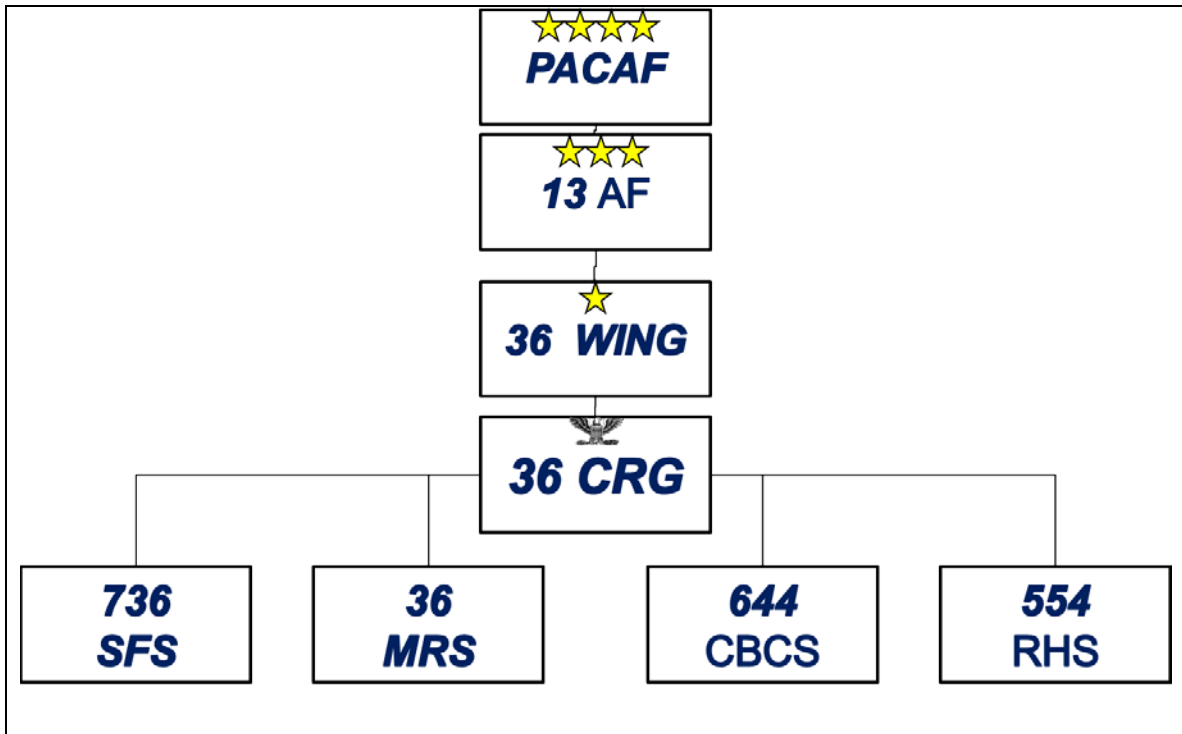 PACAF
13 AF
36 WING
36 CRG
736
SFS
36
MRS
644
CBCS
554
RHS